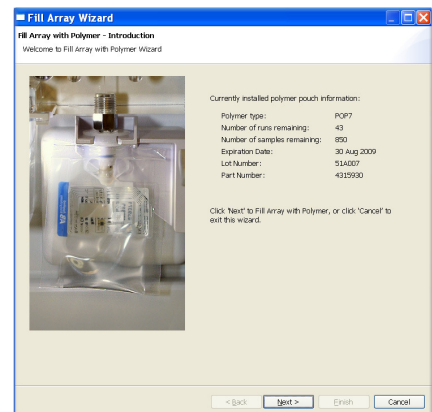 Fill Array Wizard
Fill Array with Polymer - Introduction
Welcome to Fill Array with Polymer Wizard
Currently installed polymer pouch information:
Polymer type: POP7
Number of runs remaining: 43
Number of samples remaining: 850
Expiration Date: 30 Aug 2009
Lot Number: 51A007
Part Number: 4315930
Click 'Next' to Fill Array with Polymer, or click 'Cancel' to
exit this wizard.
< Back Next > Finish Cancel